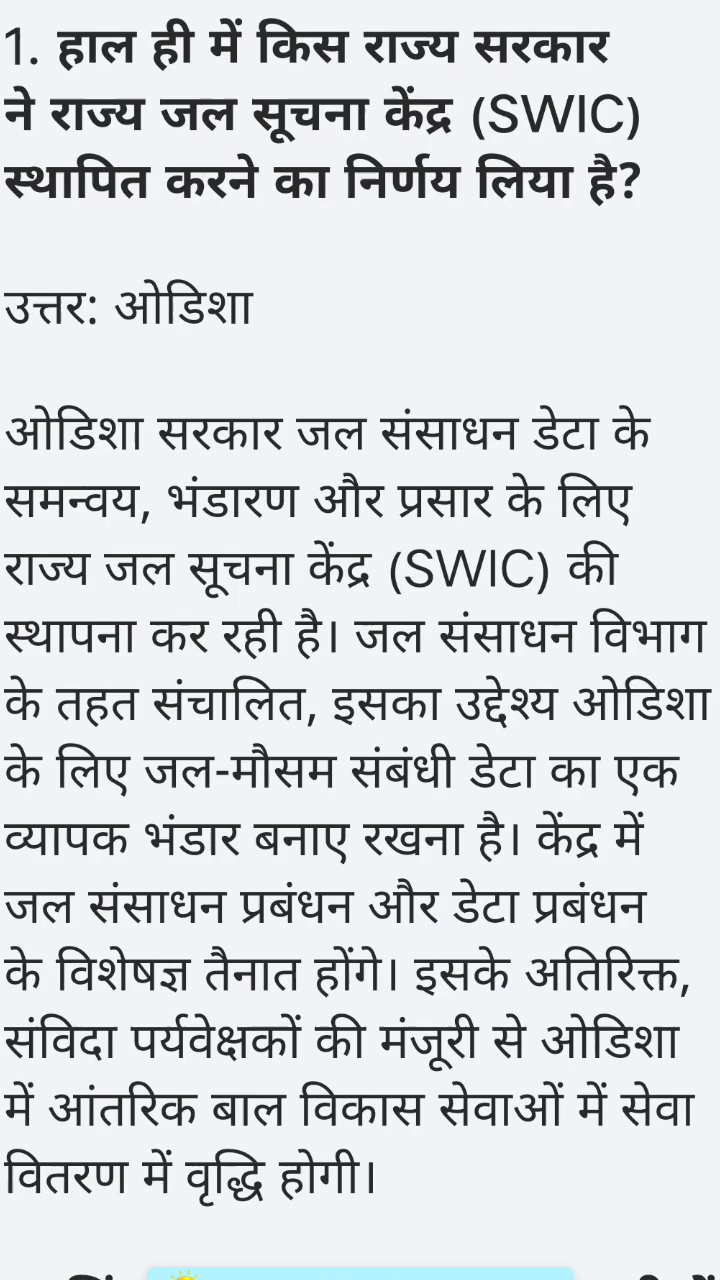 1. हाल ही में किस राज्य सरकार
ने राज्य जल सूचना केंद्र (SWIC)
स्थापित करने का निर्णय लिया है?
उत्तर: ओडिशा
ओडिशा सरकार जल संसाधन डेटा के
समन्वय, भंडारण और प्रसार के लिए
राज्य जल सूचना केंद्र (SWIC) की
स्थापना कर रही है। जल संसाधन विभाग
के तहत संचालित, इसका उद्देश्य ओडिशा
के लिए जल-मौसम संबंधी डेटा का एक
व्यापक भंडार बनाए रखना है। केंद्र में
जल संसाधन प्रबंधन और डेटा प्रबंधन
के विशेषज्ञ तैनात होंगे। इसके अतिरिक्त,
संविदा पर्यवेक्षकों की मंजूरी से ओडिशा
में आंतरिक बाल विकास सेवाओं में सेवा
वितरण में वृद्धि होगी।